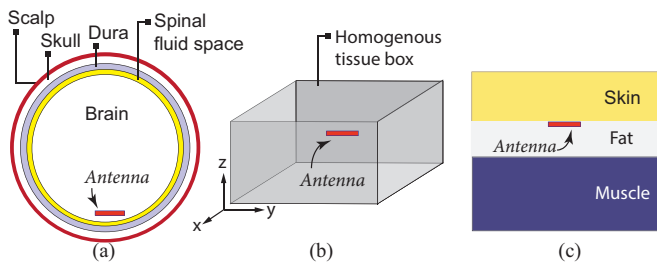 Scalp
Skull
Dura
Spinal
fluid space
Brain
Antenna
(a)
Homogenous
tissue box
Antenna
z
y
x
(b)
Skin
Antenna
Fat
Muscle
(c)